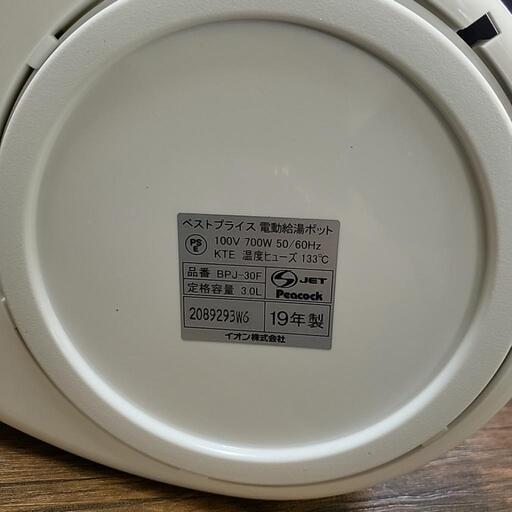 ベストプライス 電動給湯ポット
PS E 100V 700W 50/60Hz
KTE 温度ヒューズ 133℃
品番 BPJ-30F S JET
定格容量 3.0L Peacock
2089293W6 19年製
イオン株式会社